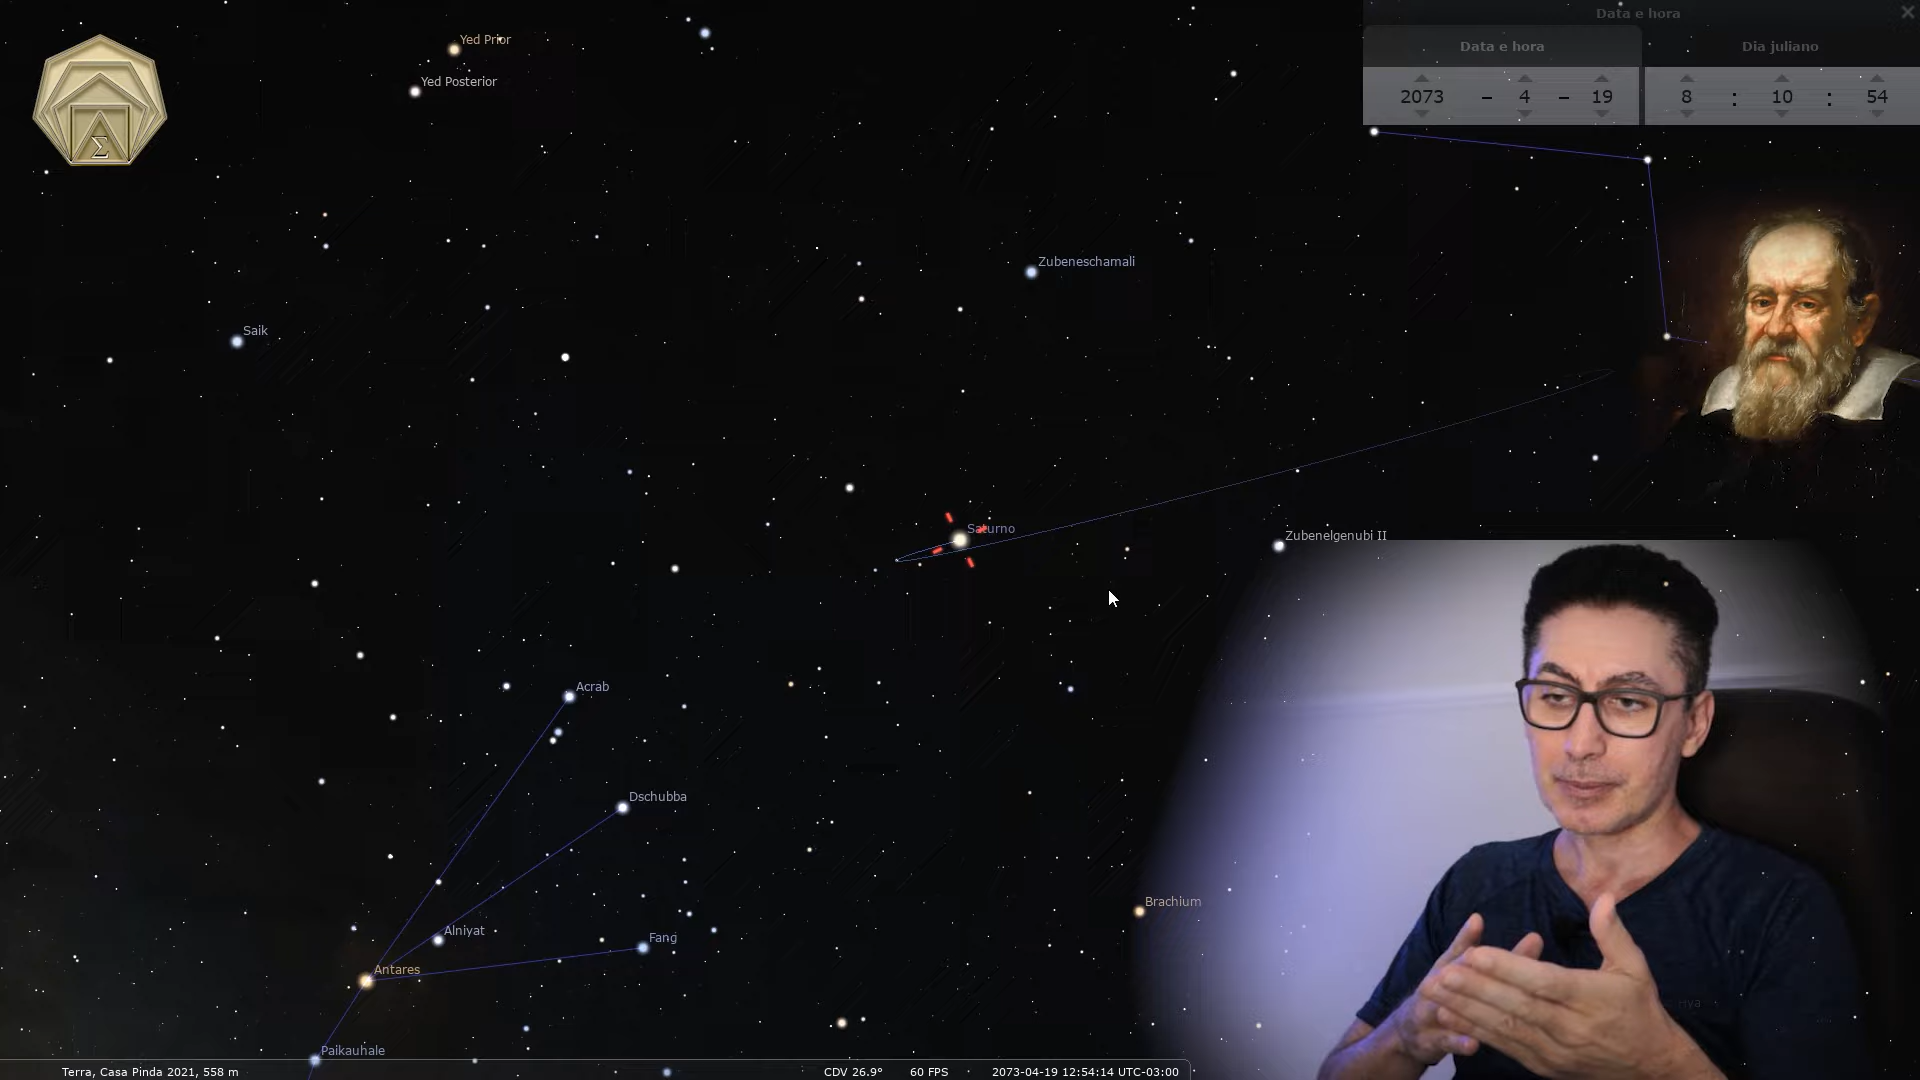 Data e hora
Data e hora
Dia juliano
2073 – 4 – 19
8 : 10 : 54
Yed Prior
Yed Posterior
Σ
Zubeneschamali
Saik
Saturno
Zubenelgenubi II
Acrab
Dschubba
Brachium
Alniyat
Fang
Antares
Hya
Paikauhale
Terra, Casa Pinda 2021, 558 m
CDV 26.9°
60 FPS
2073-04-19 12:54:14 UTC-03:00